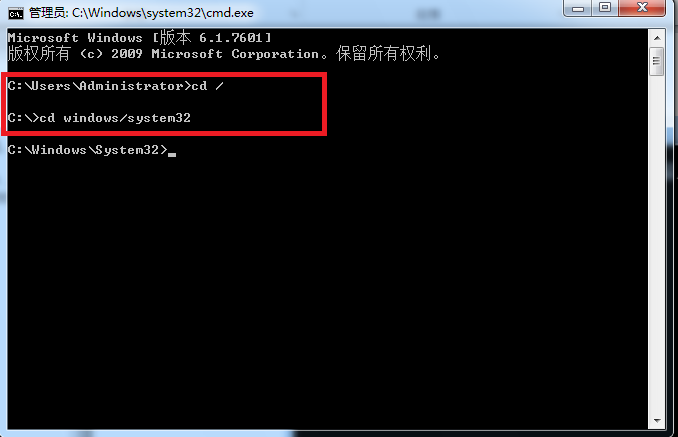 管理员: C:\Windows\system32\cmd.exe
Microsoft Windows [版本 6.1.7601]
版权所有 (c) 2009 Microsoft Corporation。保留所有权利。
C:\Users\Administrator>cd /
C:\>cd windows/system32
C:\Windows\System32>_